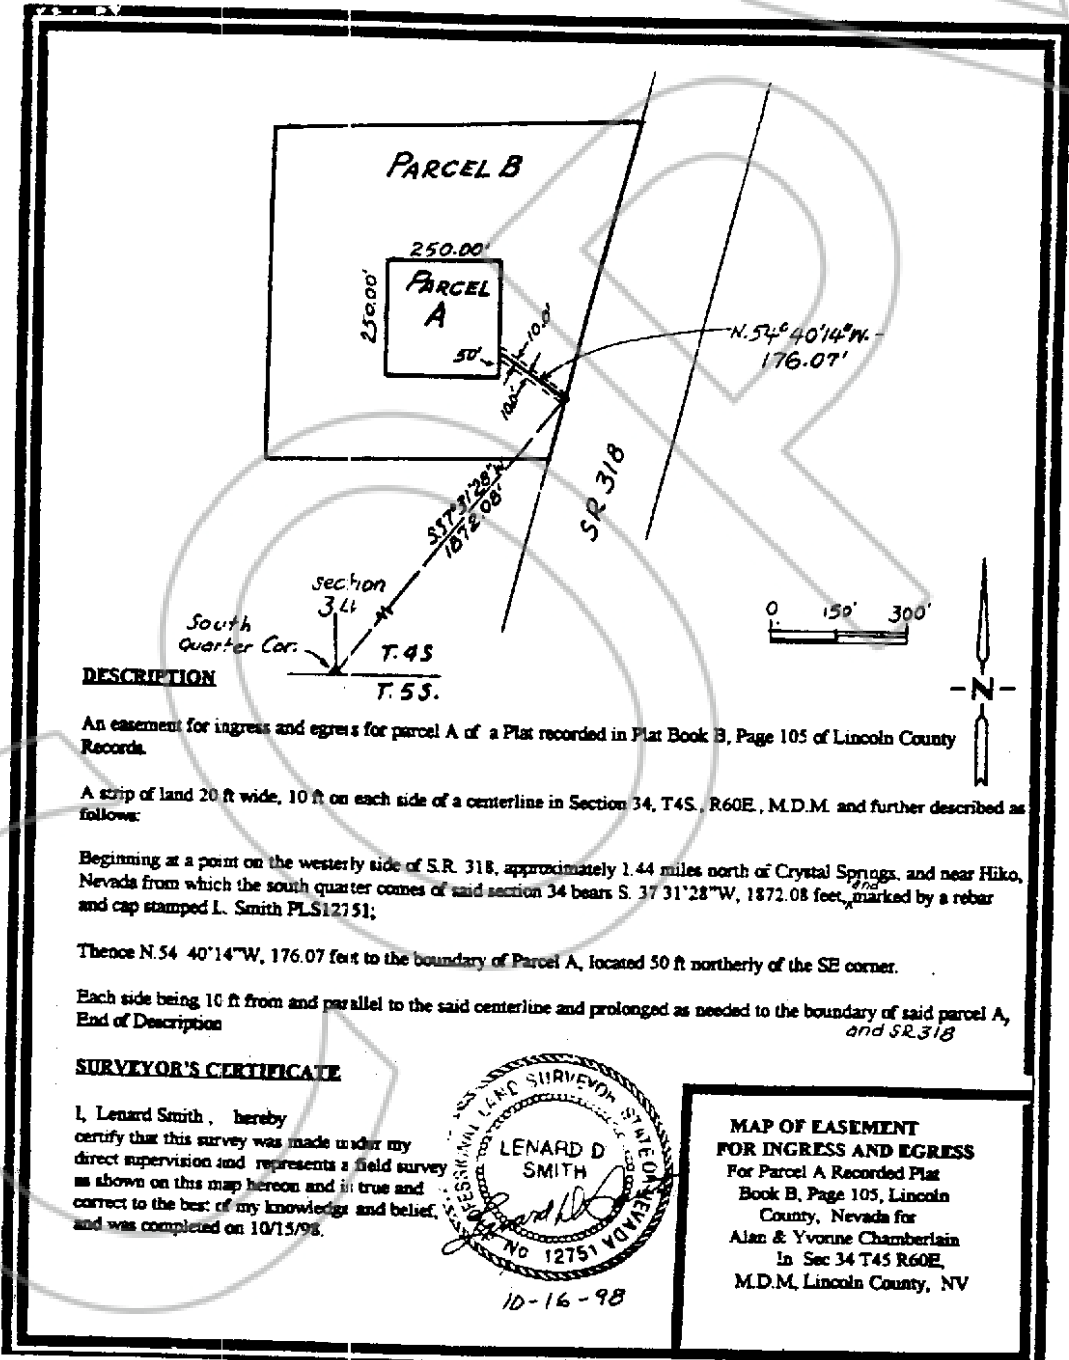 PARCEL B
250.00'
250.00'
PARCEL
A
10.0'
50'
10.0'
N.54°40'14"W.-
176.07'
SR 318
S37°31'28"W
1872.08'
Section
34
South
Quarter Cor.
T.4S
T.5S.
0 150' 300'
-N-
DESCRIPTION
An easement for ingress and egress for parcel A of a Plat recorded in Plat Book B, Page 105 of Lincoln County
Records.
A strip of land 20 ft wide, 10 ft on each side of a centerline in Section 34, T4S., R60E., M.D.M. and further described as
follows:
Beginning at a point on the westerly side of S.R. 318, approximately 1.44 miles north of Crystal Springs, and near Hiko,
Nevada from which the south quarter comes of said section 34 bears S. 37 31'28"W, 1872.08 feet, and marked by a rebar
and cap stamped L. Smith PLS12751;
Thence N.54 40'14"W, 176.07 feet to the boundary of Parcel A, located 50 ft northerly of the SE corner.
Each side being 10 ft from and parallel to the said centerline and prolonged as needed to the boundary of said parcel A,
and SR318
End of Description
SURVEYOR'S CERTIFICATE
I, Lenard Smith , hereby
certify that this survey was made under my
direct supervision and represents a field survey
as shown on this map hereon and is true and
correct to the best of my knowledge and belief,
and was completed on 10/15/98.
PROFESSIONAL LAND SURVEYOR STATE OF NEVADA
LENARD D
SMITH
No 12751
10-16-98
MAP OF EASEMENT
FOR INGRESS AND EGRESS
For Parcel A Recorded Plat
Book B, Page 105, Lincoln
County, Nevada for
Alan & Yvonne Chamberlain
In Sec 34 T4S R60E,
M.D.M, Lincoln County, NV